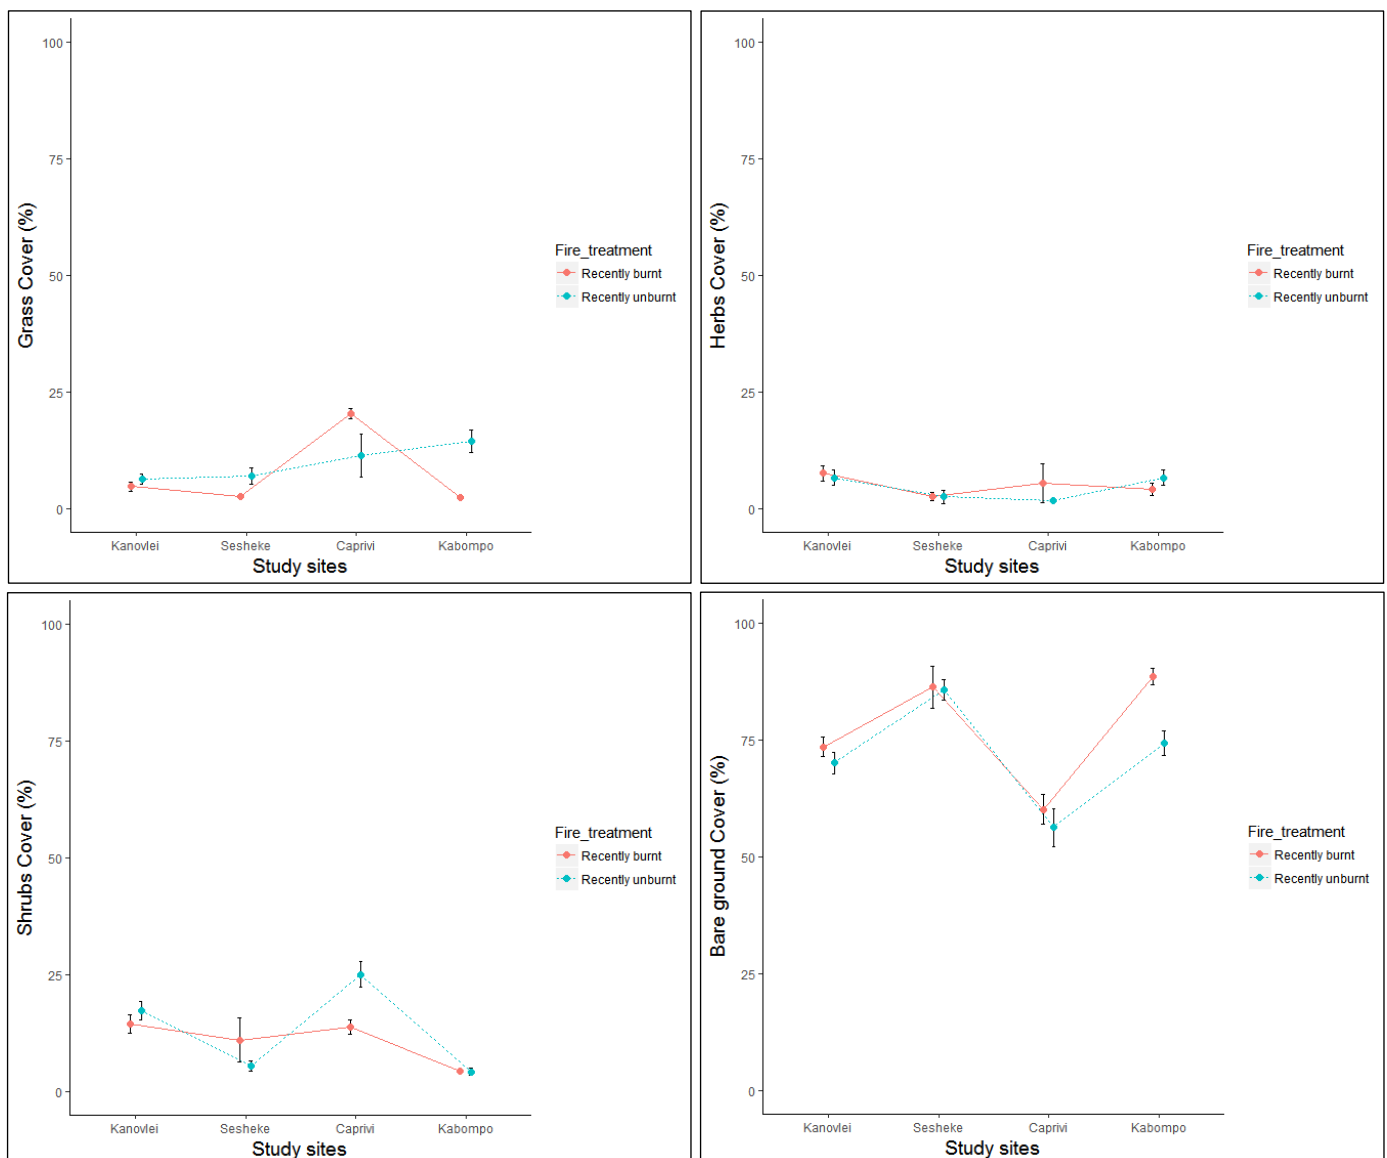 Grass Cover (%)
100
75
50
25
0
Kanovlei Sesheke Caprivi Kabompo
Study sites
Fire_treatment
Recently burnt
Recently unburnt
Herbs Cover (%)
100
75
50
25
0
Kanovlei Sesheke Caprivi Kabompo
Study sites
Fire_treatment
Recently burnt
Recently unburnt
Shrubs Cover (%)
100
75
50
25
0
Kanovlei Sesheke Caprivi Kabompo
Study sites
Fire_treatment
Recently burnt
Recently unburnt
Bare ground Cover (%)
100
75
50
25
0
Kanovlei Sesheke Caprivi Kabompo
Study sites
Fire_treatment
Recently burnt
Recently unburnt